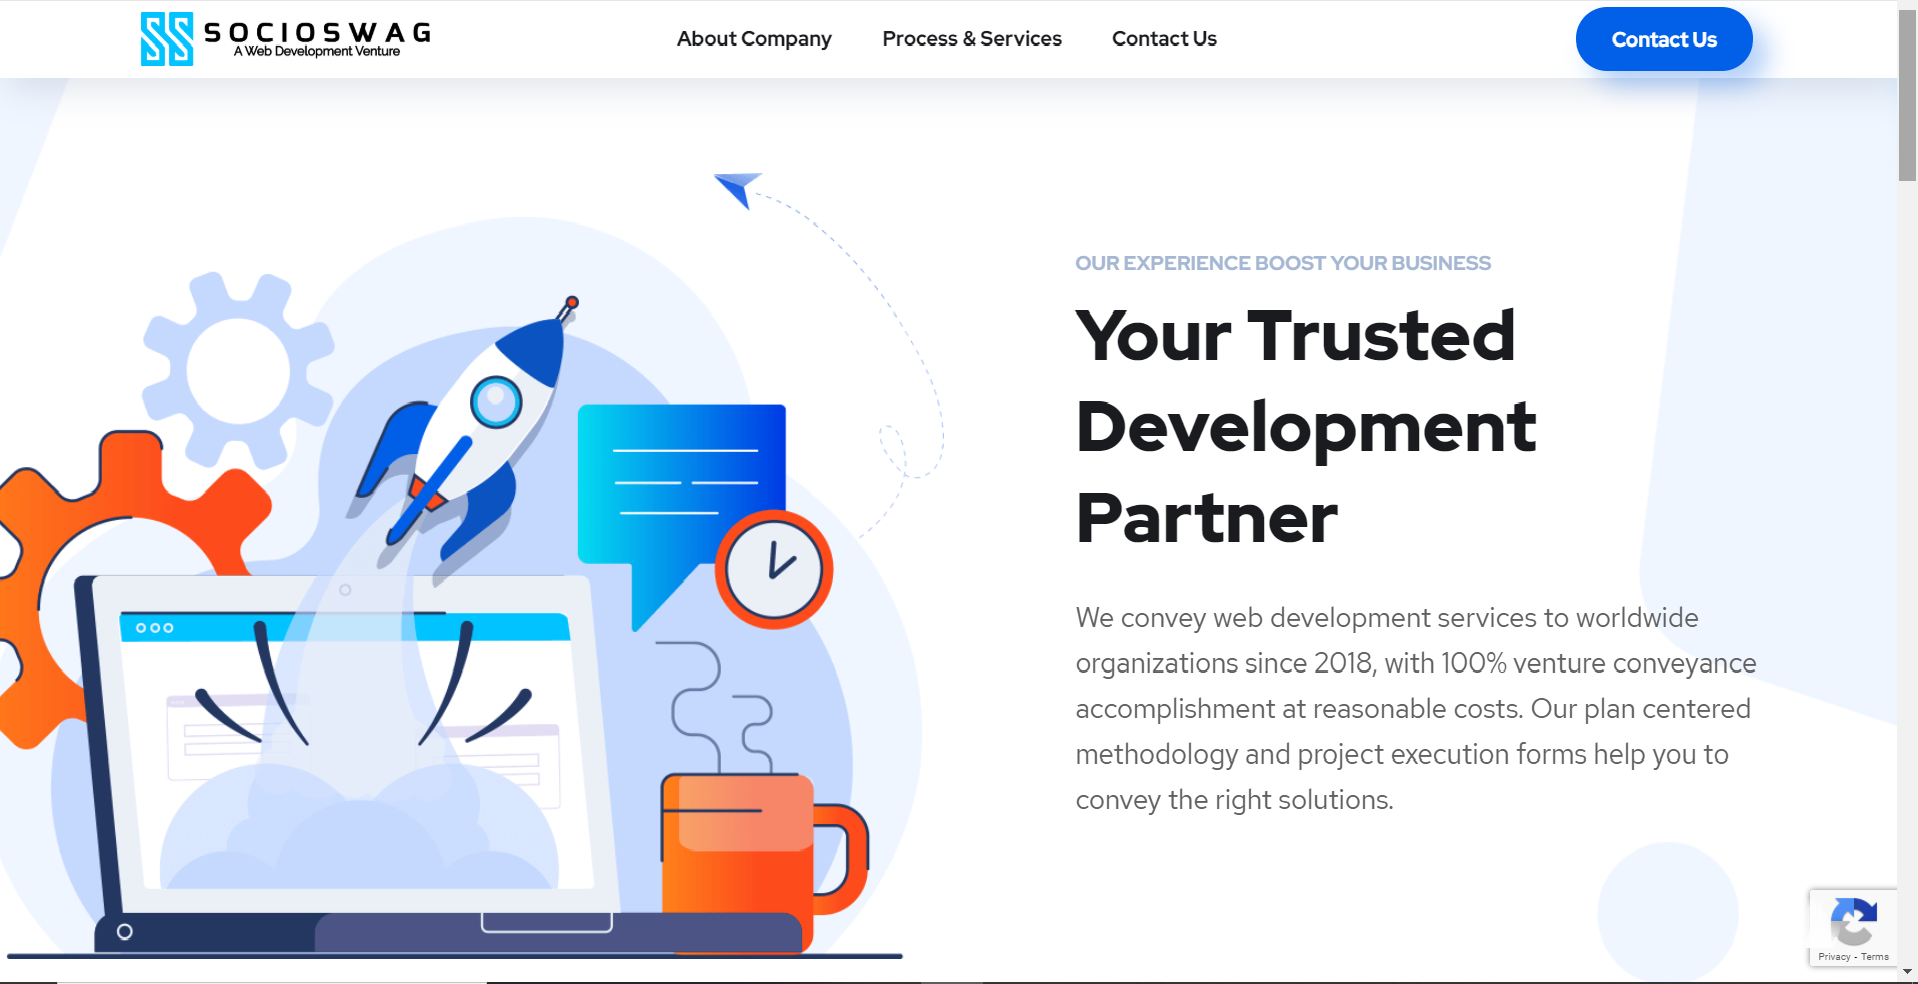 SOCIOSWAG
A Web Development Venture
About Company
Process & Services
Contact Us
Contact Us
OUR EXPERIENCE BOOST YOUR BUSINESS
Your Trusted
Development
Partner
We convey web development services to worldwide
organizations since 2018, with 100% venture conveyance
accomplishment at reasonable costs. Our plan centered
methodology and project execution forms help you to
convey the right solutions.
Privacy - Terms